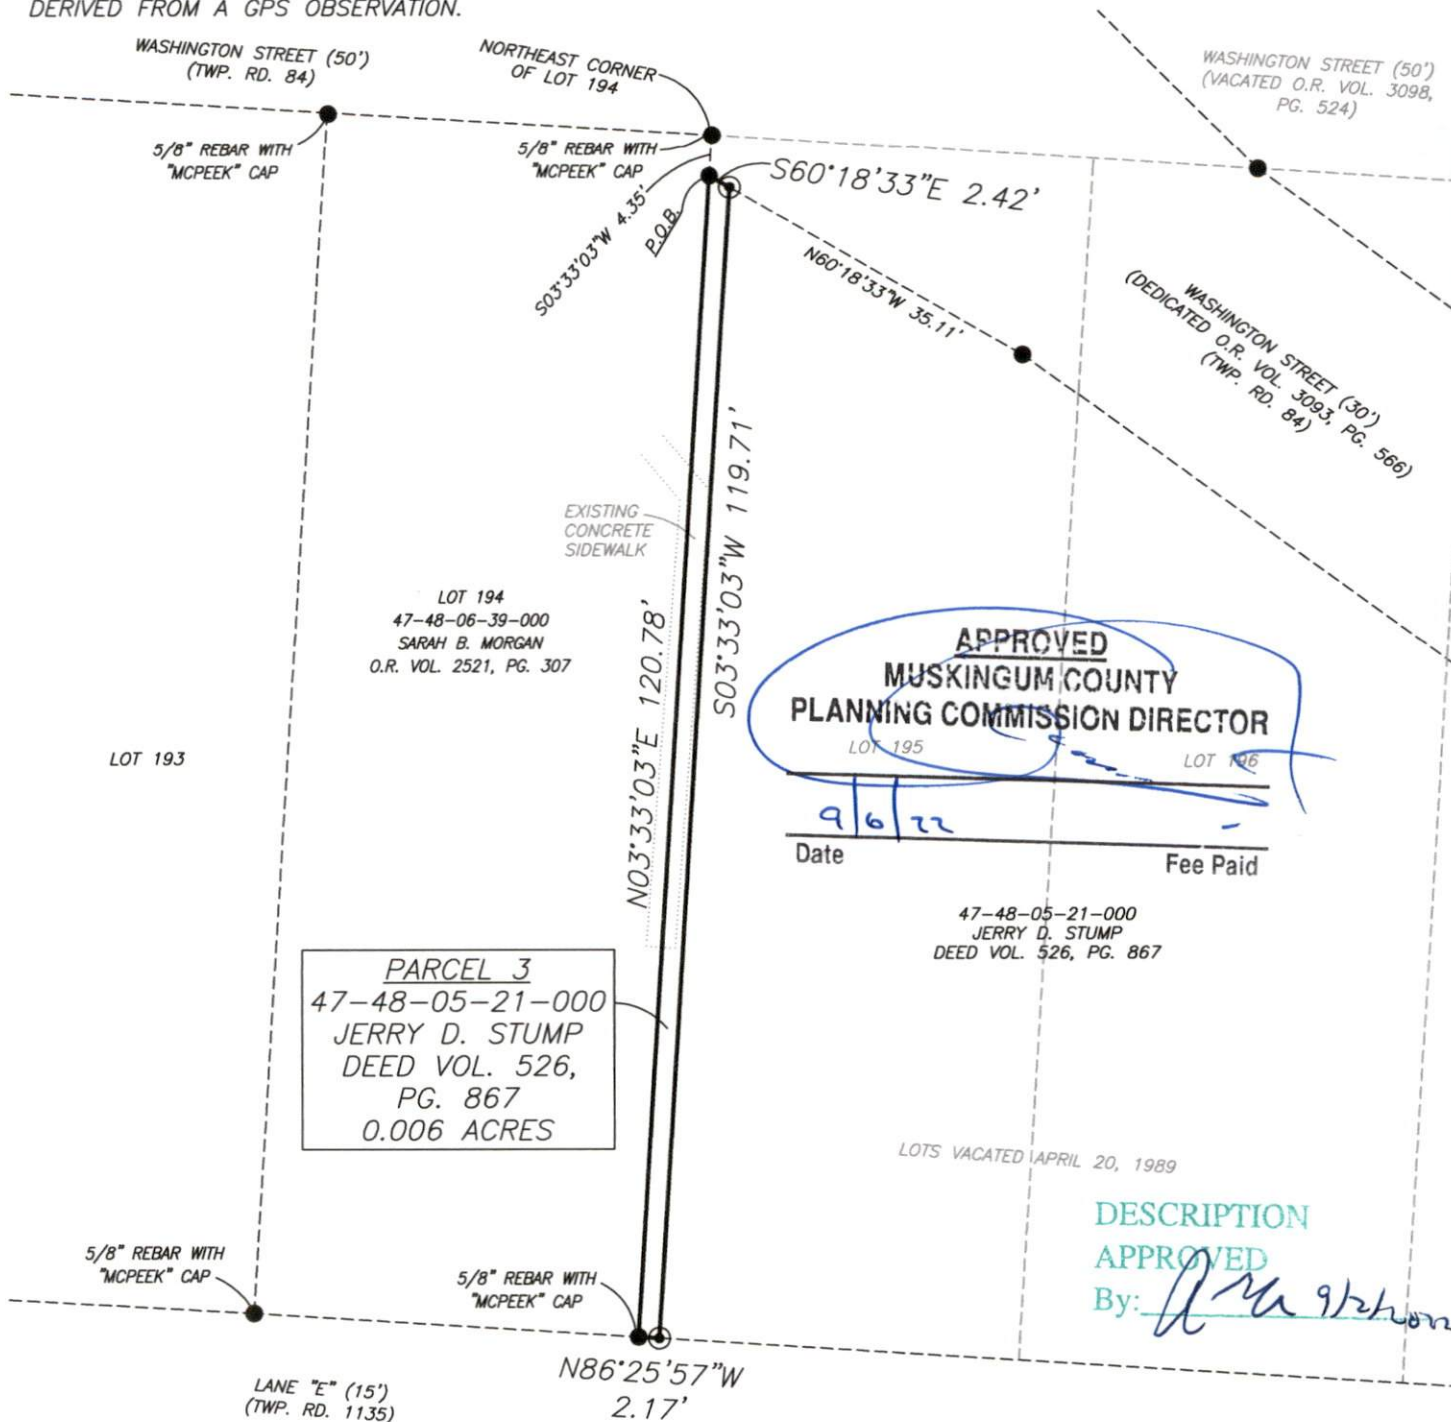 DERIVED FROM A GPS OBSERVATION.
WASHINGTON STREET (50')
(TWP. RD. 84)
NORTHEAST CORNER
OF LOT 194
WASHINGTON STREET (50')
(VACATED O.R. VOL. 3098,
PG. 524)
5/8" REBAR WITH
"MCPEEK" CAP
5/8" REBAR WITH
"MCPEEK" CAP
S60°18'33"E 2.42'
S03°33'03"W 4.35'
P.O.B.
N60°18'33"W 35.11'
WASHINGTON STREET (30')
(DEDICATED O.R. VOL. 3093, PG. 566)
(TWP. RD. 84)
EXISTING
CONCRETE
SIDEWALK
S03°33'03"W 119.71'
N03°33'03"E 120.78'
LOT 194
47-48-06-39-000
SARAH B. MORGAN
O.R. VOL. 2521, PG. 307
LOT 193
APPROVED
MUSKINGUM COUNTY
PLANNING COMMISSION DIRECTOR
LOT 195
LOT 196
9/6/22
-
Date
Fee Paid
47-48-05-21-000
JERRY D. STUMP
DEED VOL. 526, PG. 867
PARCEL 3
47-48-05-21-000
JERRY D. STUMP
DEED VOL. 526,
PG. 867
0.006 ACRES
LOTS VACATED APRIL 20, 1989
DESCRIPTION
APPROVED
By: 9/2/2022
5/8" REBAR WITH
"MCPEEK" CAP
5/8" REBAR WITH
"MCPEEK" CAP
N86°25'57"W
2.17'
LANE "E" (15')
(TWP. RD. 1135)